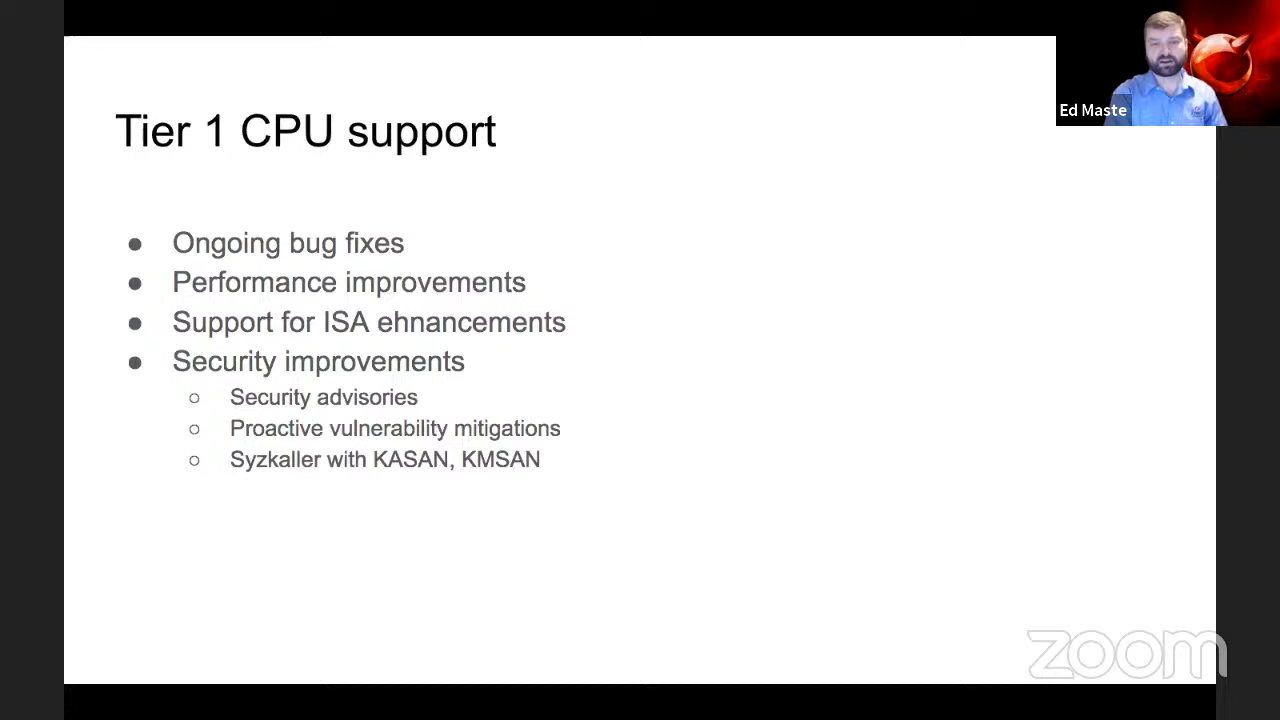 Tier 1 CPU support
● Ongoing bug fixes
● Performance improvements
● Support for ISA ehnancements
● Security improvements
○ Security advisories
○ Proactive vulnerability mitigations
○ Syzkaller with KASAN, KMSAN
Ed Maste
zoom